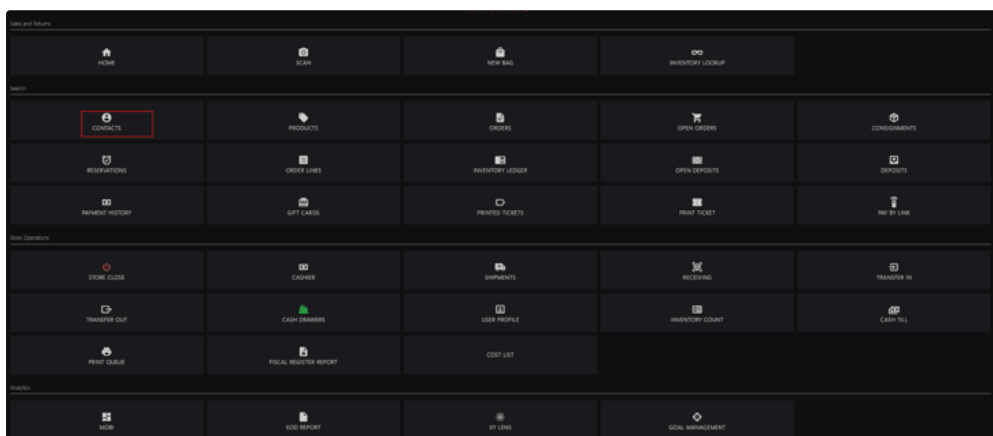 Sales and Returns
HOME
SCAN
NEW BAG
INVENTORY LOOKUP
Search
CONTACTS
PRODUCTS
ORDERS
OPEN ORDERS
CONSIGNMENTS
RESERVATIONS
ORDER LINES
INVENTORY LEDGER
OPEN DEPOSITS
DEPOSITS
PAYMENT HISTORY
GIFT CARDS
PRINTED TICKETS
PRINT TICKET
PAY BY LINK
Store Operations
STORE CLOSE
CASHIER
SHIPMENTS
RECEIVING
TRANSFER IN
TRANSFER OUT
CASH DRAWERS
USER PROFILE
INVENTORY COUNT
CASH TILL
PRINT QUEUE
FISCAL REGISTER REPORT
COST LIST
Analytics
MOBI
EOD REPORT
XY LENS
GOAL MANAGEMENT